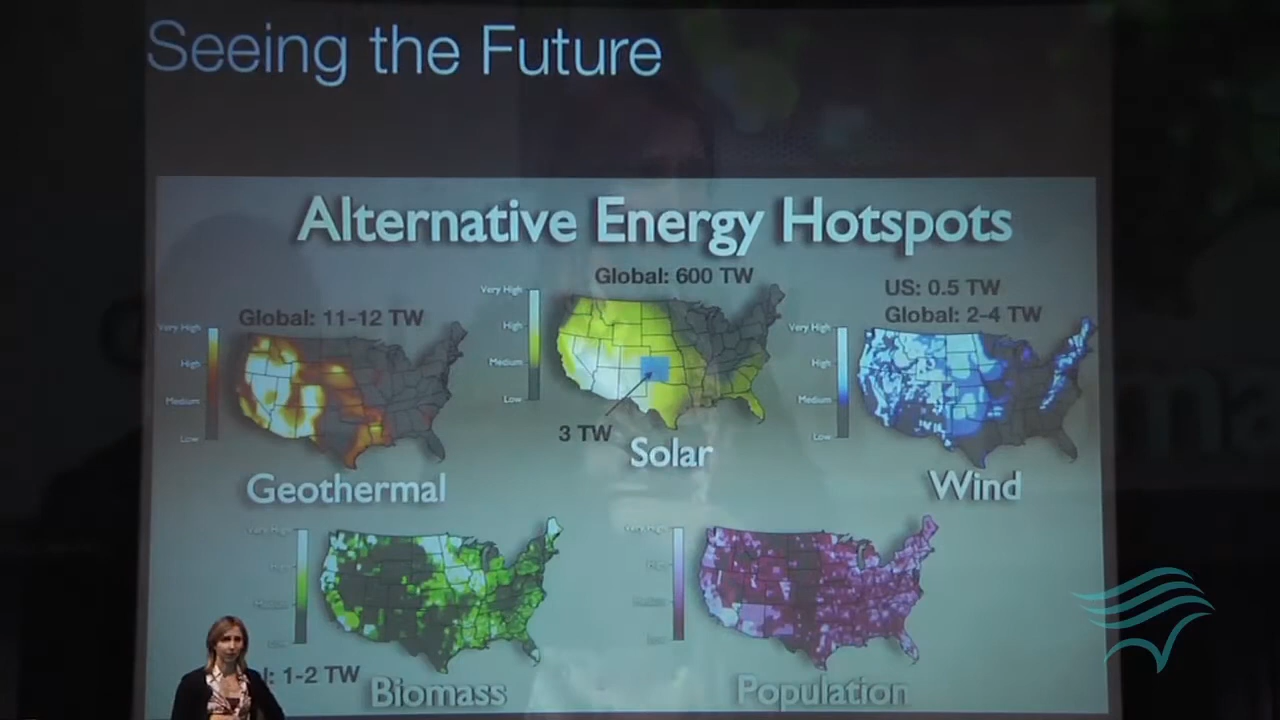 Seeing the Future
Alternative Energy Hotspots
Global: 11-12 TW
Very High
High
Medium
Low
Geothermal
Global: 600 TW
Very High
High
Medium
Low
3 TW
Solar
US: 0.5 TW
Global: 2-4 TW
Very High
High
Medium
Low
Wind
l: 1-2 TW
Biomass
Population